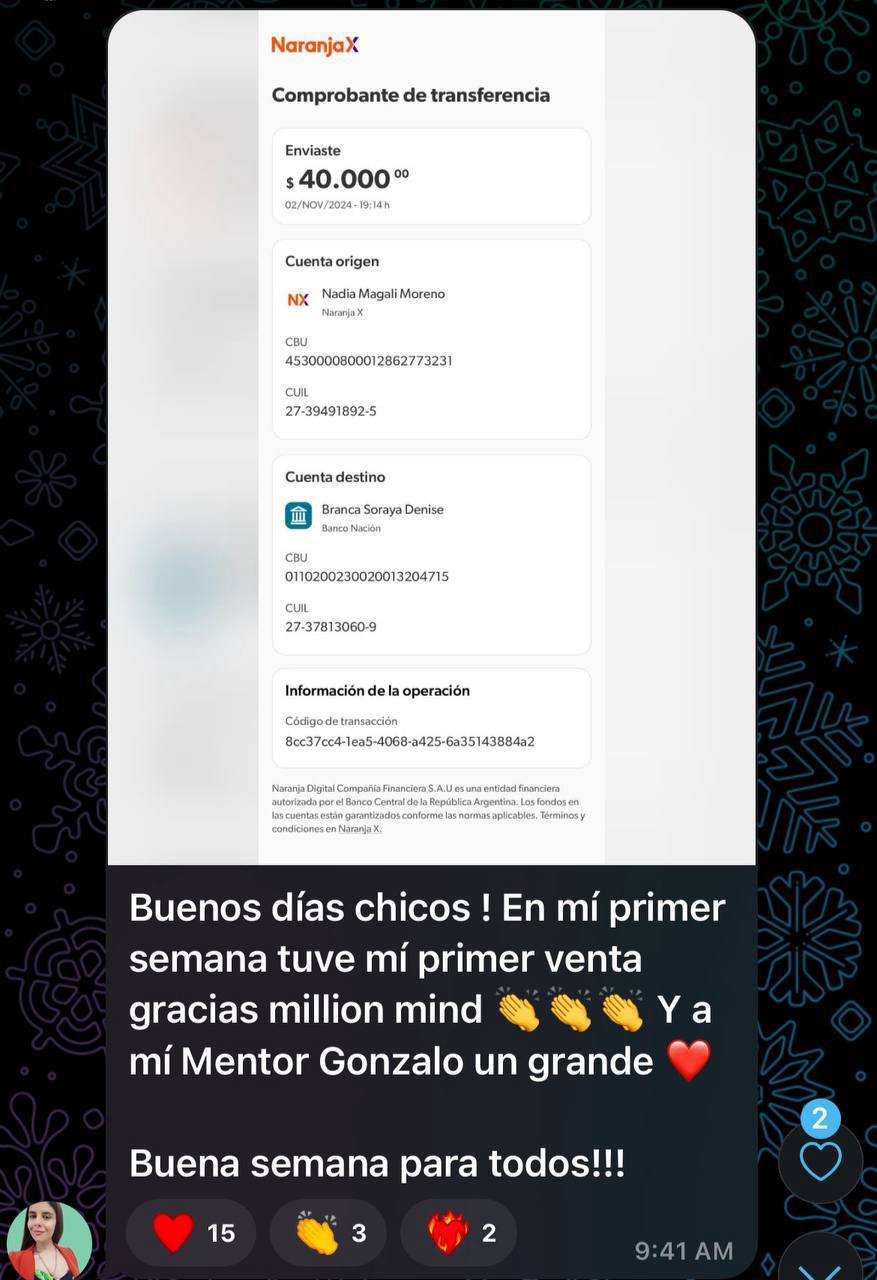 NaranjaX
Comprobante de transferencia
Enviaste
$ 40.000 00
02/NOV/2024 - 19:14 h
Cuenta origen
NX
Nadia Magali Moreno
Naranja X
CBU
4530000800012862773231
CUIL
27-39491892-5
Cuenta destino
Branca Soraya Denise
Banco Nación
CBU
0110200230020013204715
CUIL
27-37813060-9
Información de la operación
Código de transacción
8cc37cc4-1ea5-4068-a425-6a35143884a2
Naranja Digital Compañía Financiera S.A.U es una entidad financiera
autorizada por el Banco Central de la República Argentina. Los fondos en
las cuentas están garantizados conforme las normas aplicables. Términos y
condiciones en Naranja X.
Buenos días chicos ! En mí primer
semana tuve mí primer venta
gracias million mind 👏👏👏 Y a
mí Mentor Gonzalo un grande ❤️
Buena semana para todos!!!
❤️ 15 👏 3 ❤️‍🔥 2
9:41 AM
2